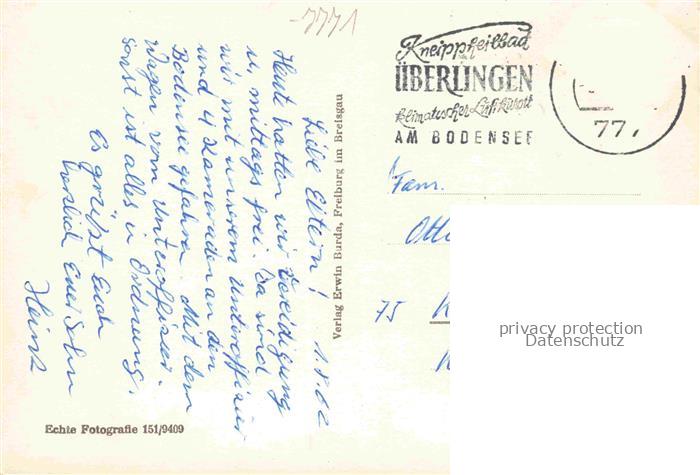 -7771
Kneippheilbad
ÜBERLINGEN
klimatischer Luftkurort
AM BODENSEE
77,
Liebe Eltern! 1.8.62
Heute hatten wir Vereidigung
u. mittags frei. Da sind
wir mit unserem Unteroffizier
und 4 Kameraden an den
Bodensee gefahren. Mit dem
Wagen vom Unteroffizier.
sonst ist alles in Ordnung.
Es grüßt Euch
herzlich Euer Sohn
Heinz
Verlag Erwin Burda, Freiburg im Breisgau
Fam.
75
Echte Fotografie 151/9409
privacy protection
Datenschutz